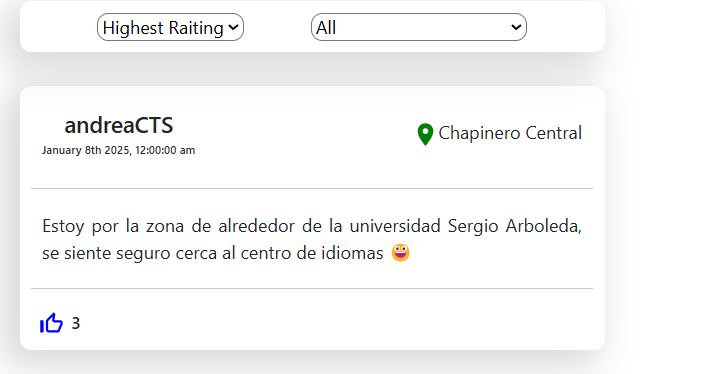 Highest Raiting All
andreaCTS
January 8th 2025, 12:00:00 am
Chapinero Central
Estoy por la zona de alrededor de la universidad Sergio Arboleda,
se siente seguro cerca al centro de idiomas 😀
3